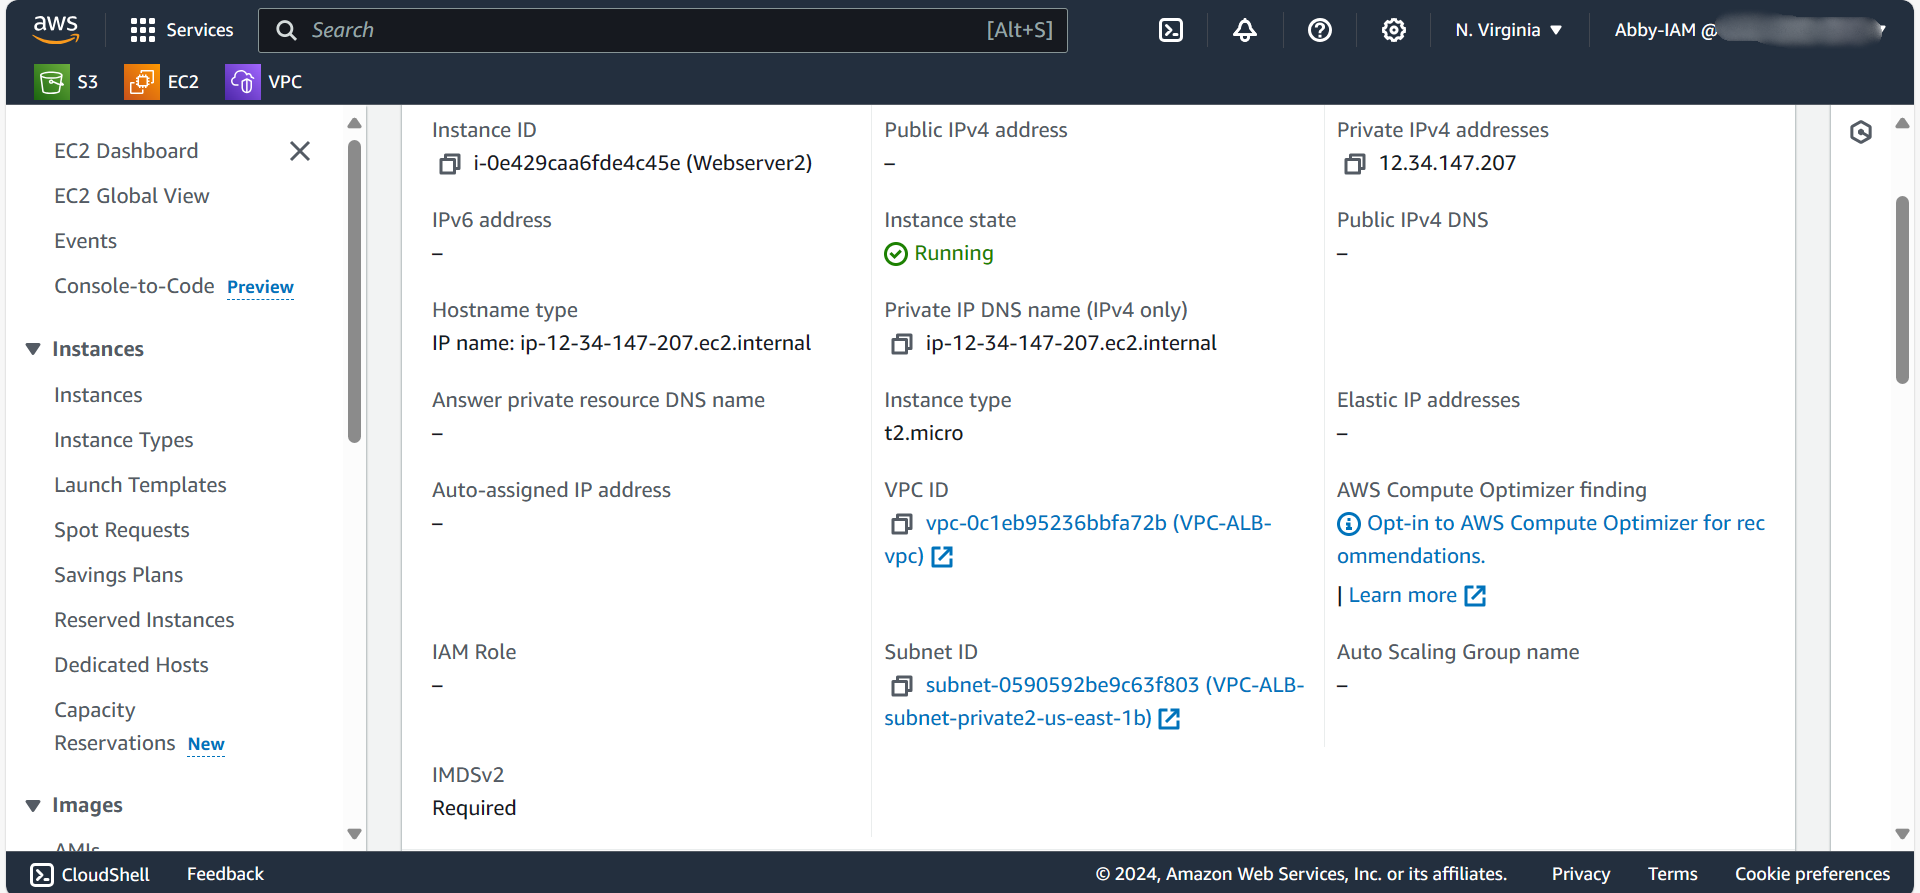 aws
Services
Search
[Alt+S]
N. Virginia
Abby-IAM @
S3
EC2
VPC
EC2 Dashboard
EC2 Global View
Events
Console-to-Code Preview
Instances
Instances
Instance Types
Launch Templates
Spot Requests
Savings Plans
Reserved Instances
Dedicated Hosts
Capacity
Reservations New
Images
AMIs
Instance ID
i-0e429caa6fde4c45e (Webserver2)
Public IPv4 address
–
Private IPv4 addresses
12.34.147.207
IPv6 address
–
Instance state
Running
Public IPv4 DNS
–
Hostname type
IP name: ip-12-34-147-207.ec2.internal
Private IP DNS name (IPv4 only)
ip-12-34-147-207.ec2.internal
Answer private resource DNS name
–
Instance type
t2.micro
Elastic IP addresses
–
Auto-assigned IP address
–
VPC ID
vpc-0c1eb95236bbfa72b (VPC-ALB-
vpc)
AWS Compute Optimizer finding
Opt-in to AWS Compute Optimizer for rec
ommendations.
| Learn more
IAM Role
–
Subnet ID
subnet-0590592be9c63f803 (VPC-ALB-
subnet-private2-us-east-1b)
Auto Scaling Group name
–
IMDSv2
Required
CloudShell
Feedback
© 2024, Amazon Web Services, Inc. or its affiliates.
Privacy
Terms
Cookie preferences